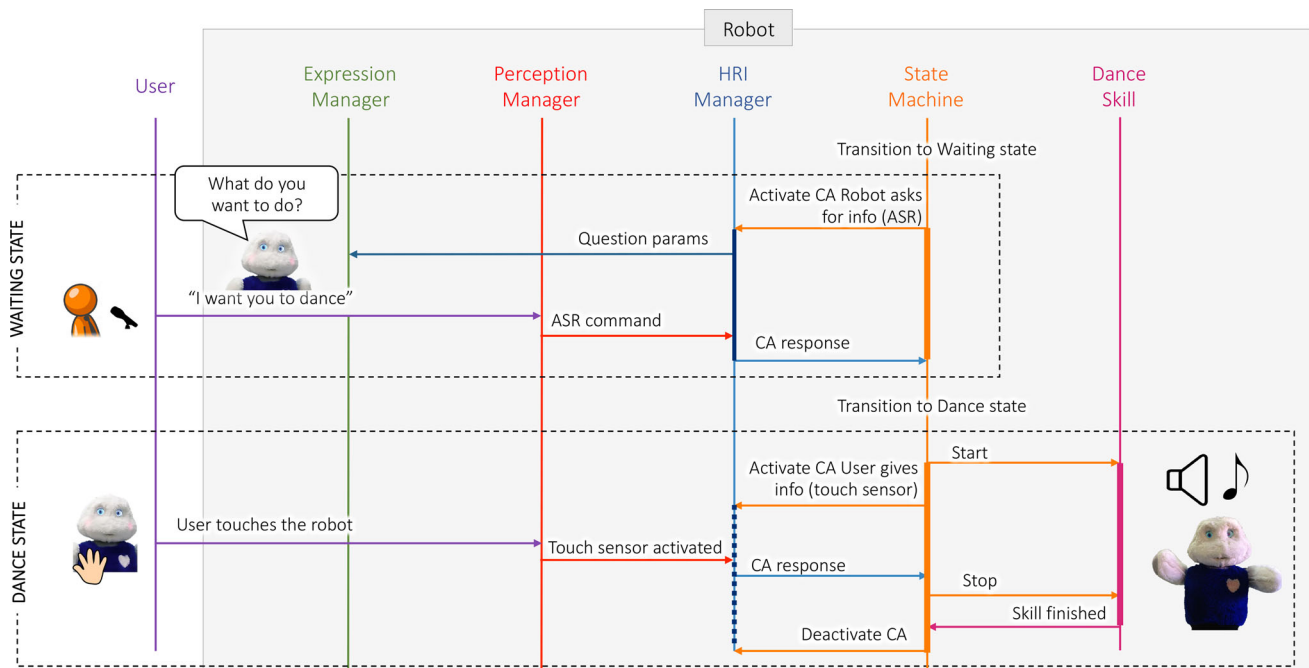 Robot
User
Expression
Manager
Perception
Manager
HRI
Manager
State
Machine
Dance
Skill
Transition to Waiting state
WAITING STATE
What do you
want to do?
Activate CA Robot asks
for info (ASR)
Question params
“I want you to dance”
ASR command
CA response
Transition to Dance state
DANCE STATE
Start
Activate CA User gives
info (touch sensor)
User touches the robot
Touch sensor activated
CA response
Stop
Skill finished
Deactivate CA